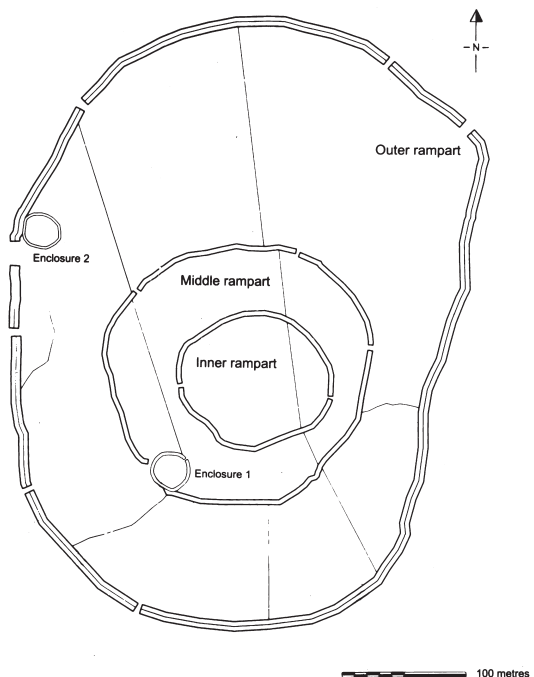 - N -
Outer rampart
Enclosure 2
Middle rampart
Inner rampart
Enclosure 1
100 metres